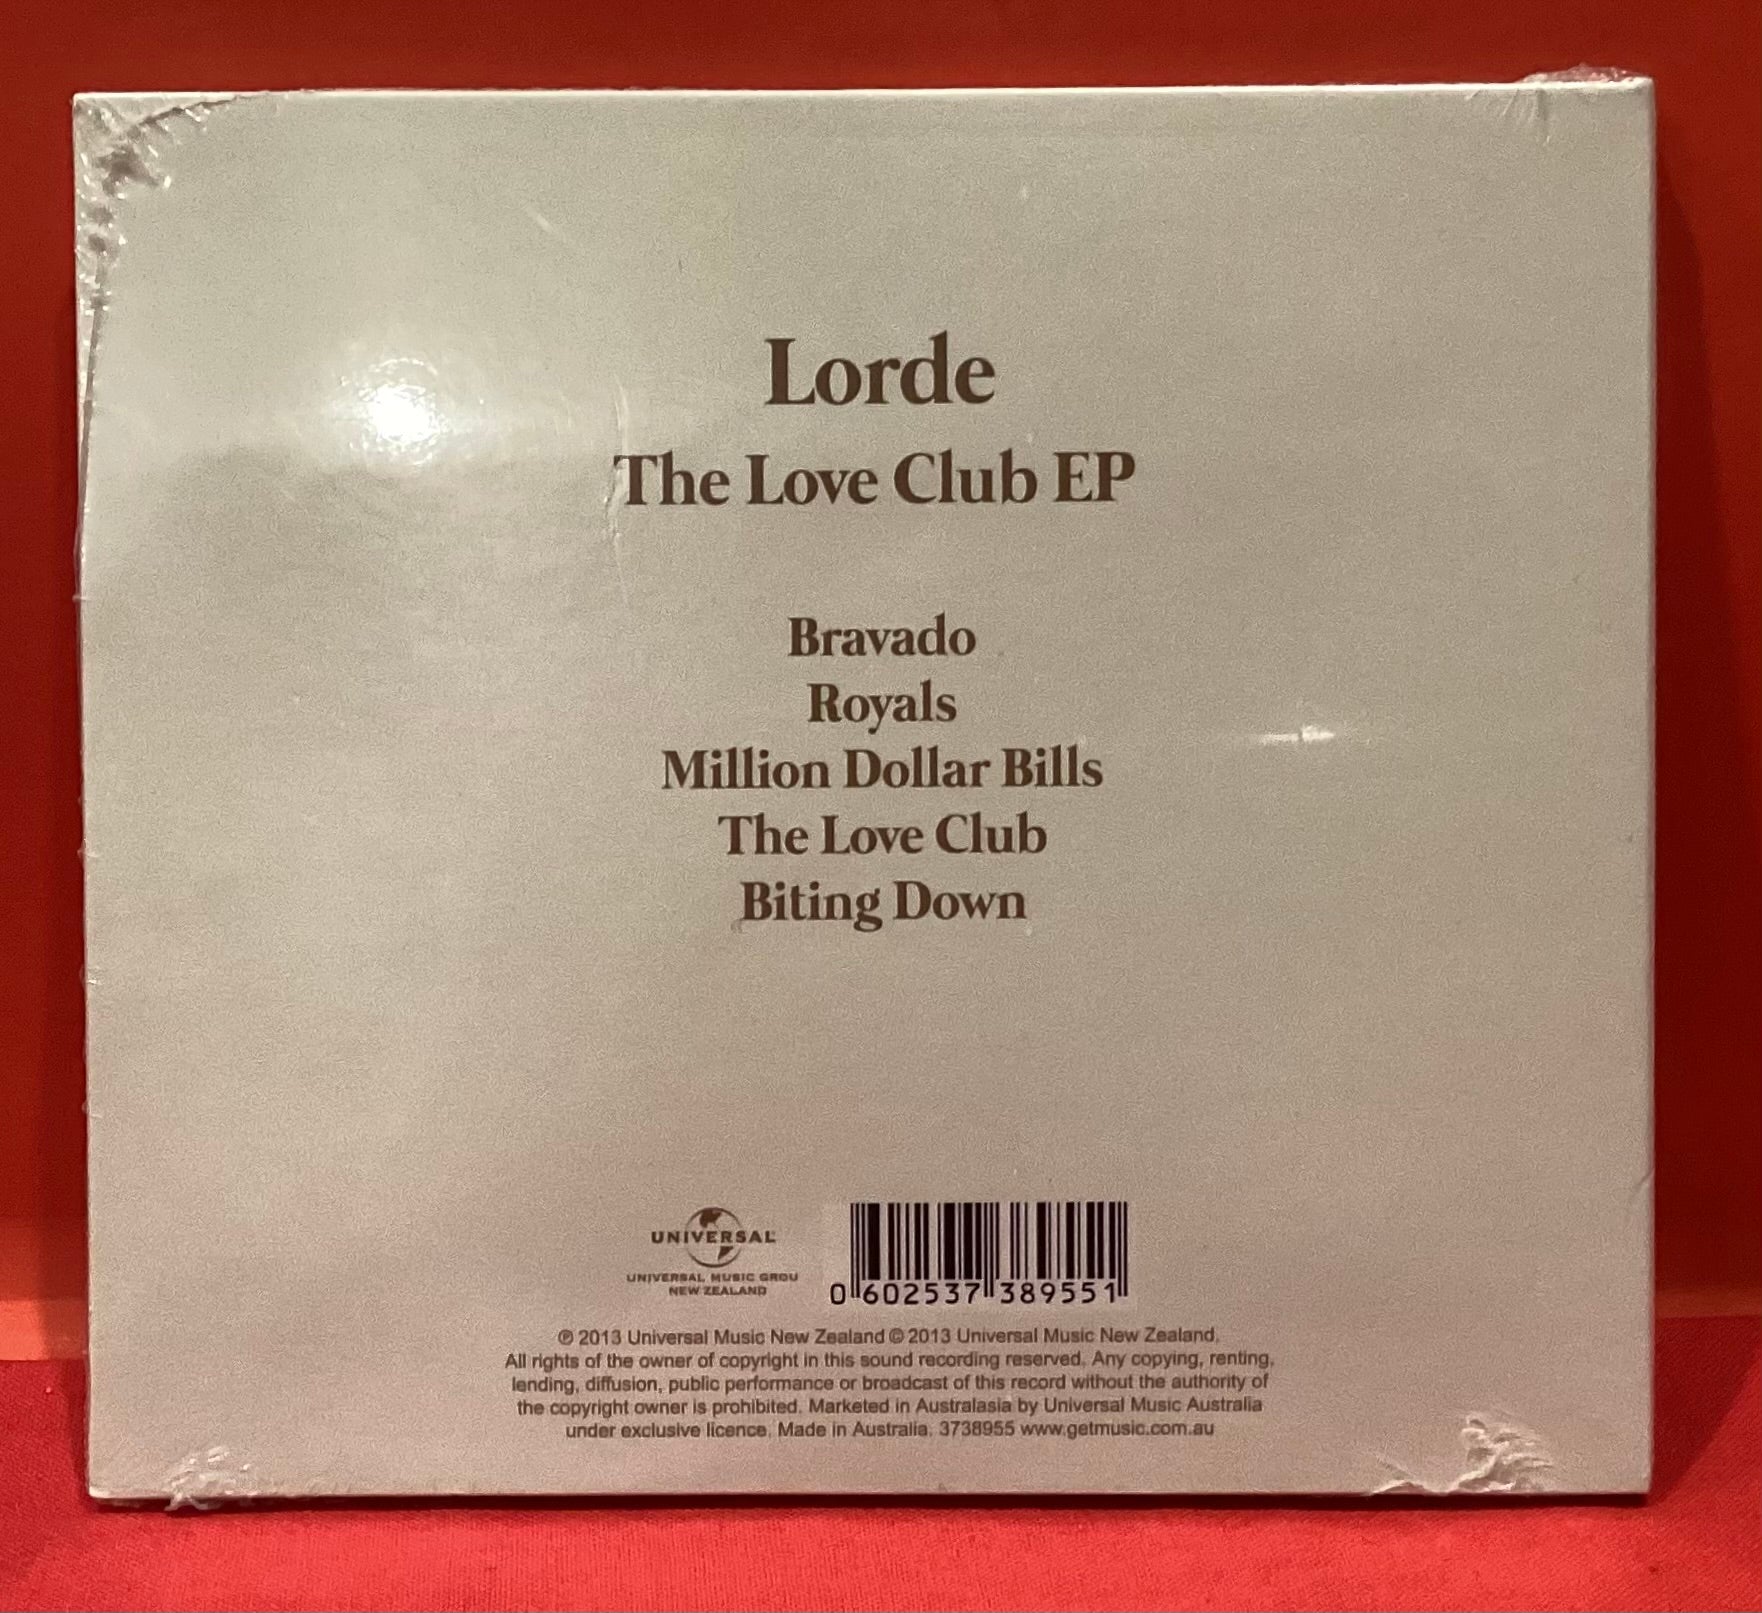 Lorde
The Love Club EP
Bravado
Royals
Million Dollar Bills
The Love Club
Biting Down
UNIVERSAL
UNIVERSAL MUSIC GROU
NEW ZEALAND
0 602537 389551
℗ 2013 Universal Music New Zealand © 2013 Universal Music New Zealand.
All rights of the owner of copyright in this sound recording reserved. Any copying, renting,
lending, diffusion, public performance or broadcast of this record without the authority of
the copyright owner is prohibited. Marketed in Australasia by Universal Music Australia
under exclusive licence. Made in Australia. 3738955 www.getmusic.com.au